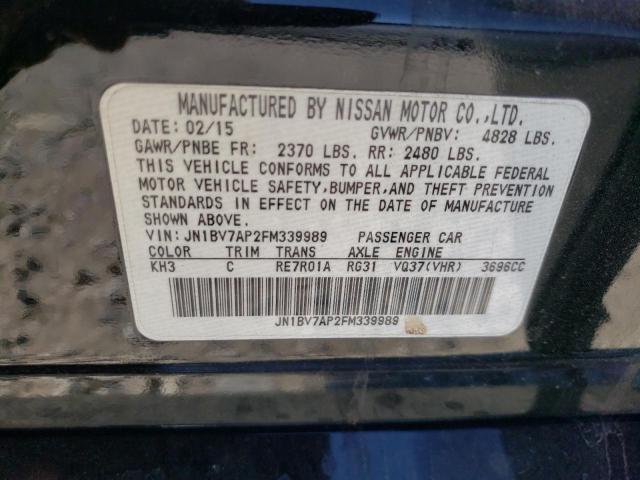 MANUFACTURED BY NISSAN MOTOR CO.,LTD.
DATE: 02/15 GVWR/PNBV: 4828 LBS.
GAWR/PNBE FR: 2370 LBS. RR: 2480 LBS.
THIS VEHICLE CONFORMS TO ALL APPLICABLE FEDERAL
MOTOR VEHICLE SAFETY,BUMPER,AND THEFT PREVENTION
STANDARDS IN EFFECT ON THE DATE OF MANUFACTURE
SHOWN ABOVE.
VIN: JN1BV7AP2FM339989 PASSENGER CAR
COLOR TRIM TRANS AXLE ENGINE
KH3 C RE7R01A RG31 VQ37(VHR) 3696CC
JN1BV7AP2FM339989